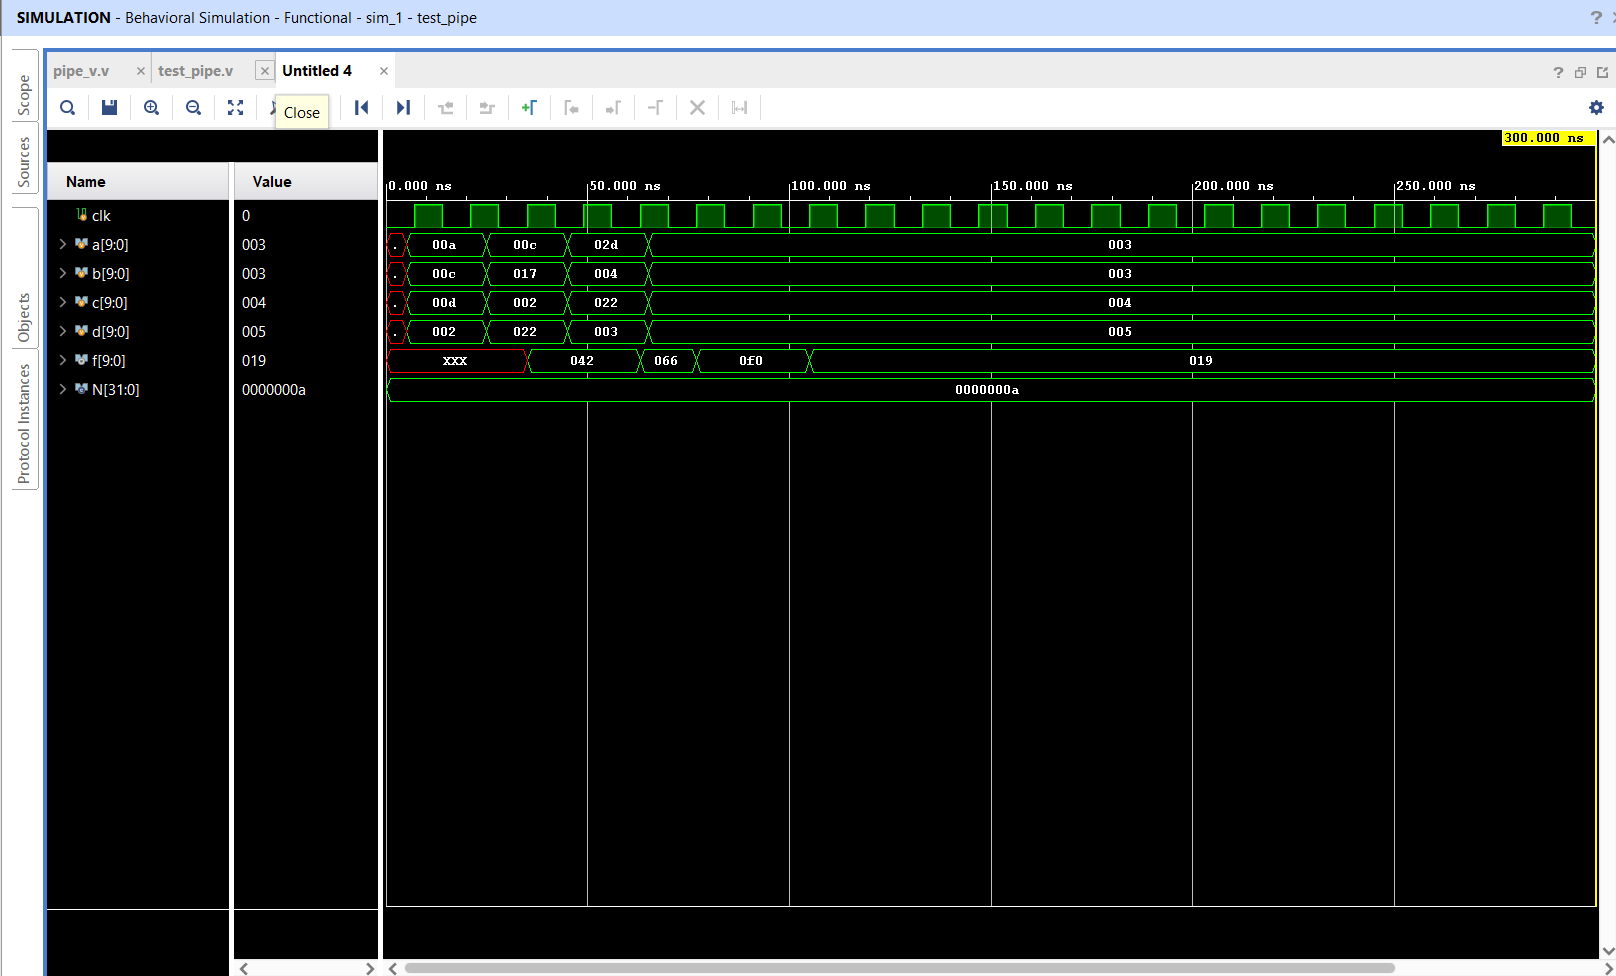 SIMULATION - Behavioral Simulation - Functional - sim_1 - test_pipe
?
pipe_v.v
test_pipe.v
Untitled 4
?
Close
Scope
Sources
Objects
Protocol Instances
300.000 ns
Name Value
0.000 ns 50.000 ns 100.000 ns 150.000 ns 200.000 ns 250.000 ns
clk 0
a[9:0] 003 . 00a 00c 02d 003
b[9:0] 003 . 00c 017 004 003
c[9:0] 004 . 00d 002 022 004
d[9:0] 005 . 002 022 003 005
f[9:0] 019 XXX 042 066 0f0 019
N[31:0] 0000000a 0000000a